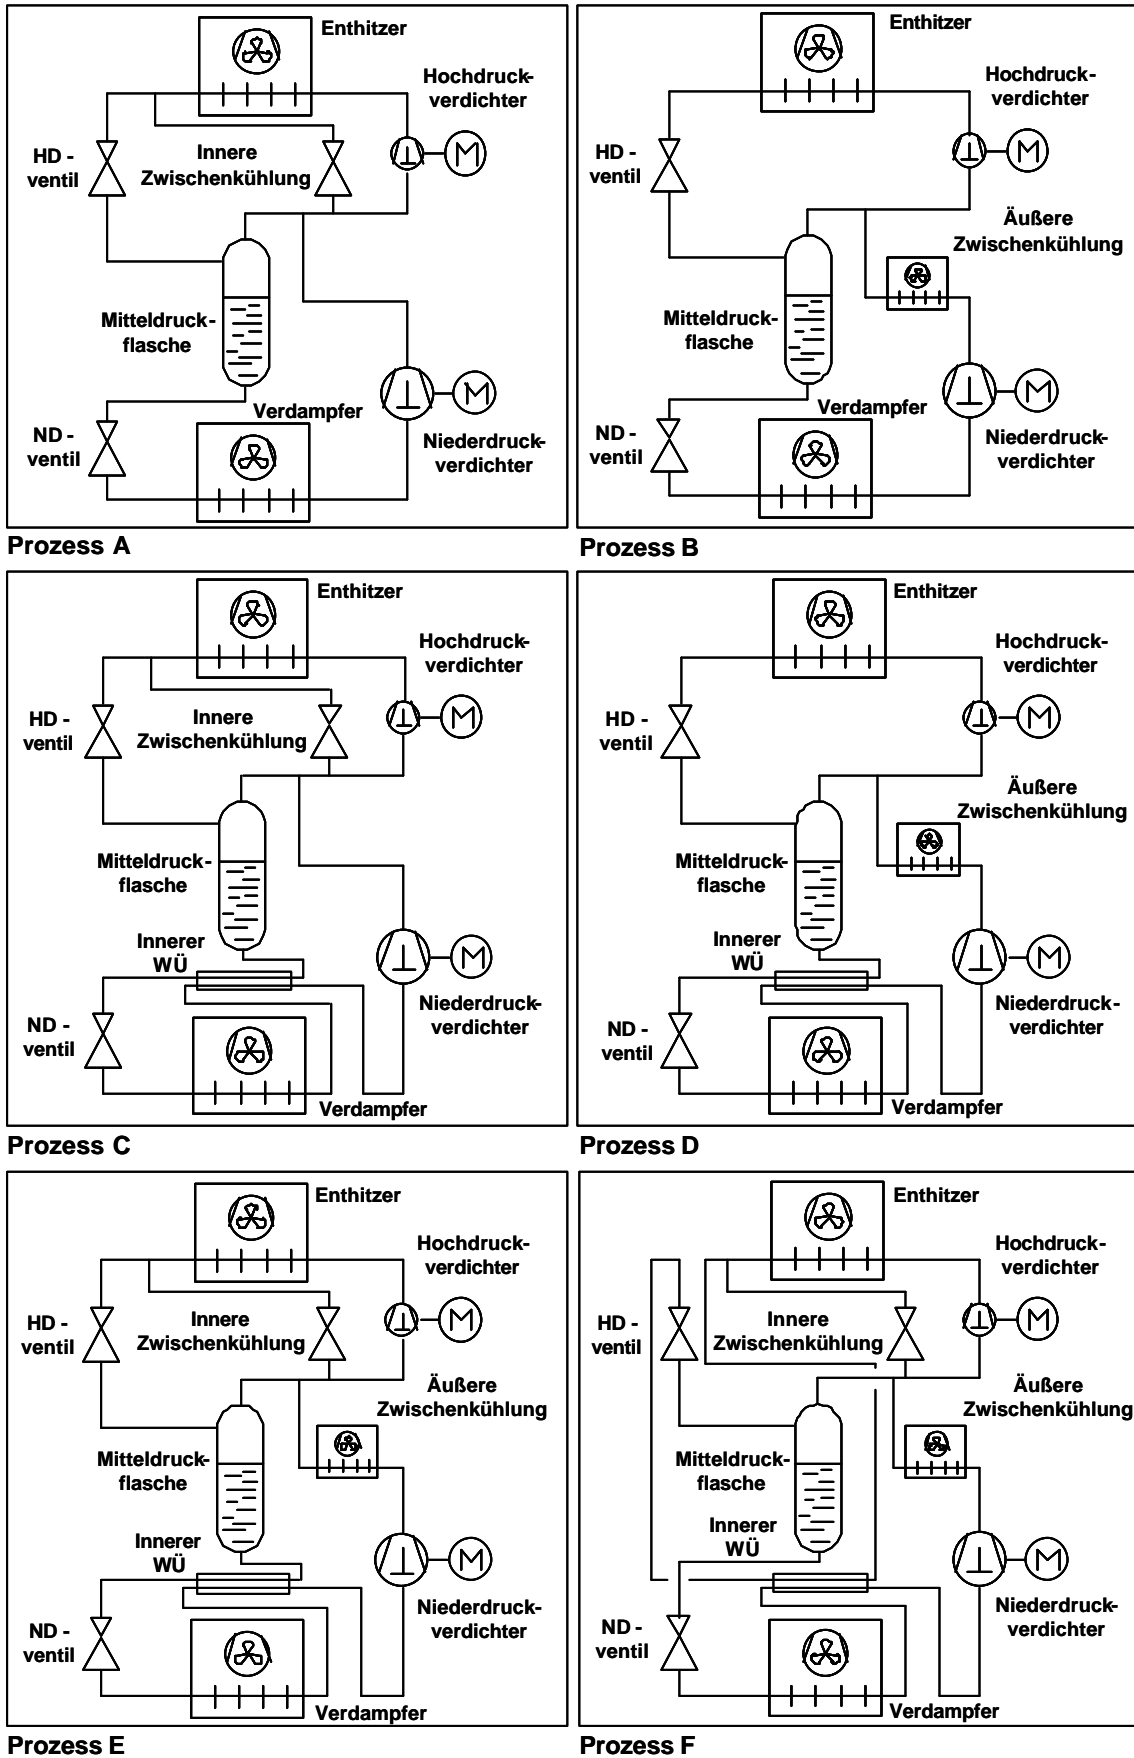 Enthitzer
Hochdruck-
verdichter
M
HD -
ventil
Innere
Zwischenkühlung
Mitteldruck-
flasche
Verdampfer
M
ND -
ventil
Niederdruck-
verdichter
Prozess A
Enthitzer
Hochdruck-
verdichter
M
HD -
ventil
Äußere
Zwischenkühlung
Mitteldruck-
flasche
Verdampfer
M
ND -
ventil
Niederdruck-
verdichter
Prozess B
Enthitzer
Hochdruck-
verdichter
M
HD -
ventil
Innere
Zwischenkühlung
Mitteldruck-
flasche
Innerer
WÜ
M
Niederdruck-
verdichter
ND -
ventil
Verdampfer
Prozess C
Enthitzer
Hochdruck-
verdichter
M
HD -
ventil
Äußere
Zwischenkühlung
Mitteldruck-
flasche
Innerer
WÜ
M
Niederdruck-
verdichter
ND -
ventil
Verdampfer
Prozess D
Enthitzer
Hochdruck-
verdichter
M
HD -
ventil
Innere
Zwischenkühlung
Äußere
Zwischenkühlung
Mitteldruck-
flasche
Innerer
WÜ
M
Niederdruck-
verdichter
ND -
ventil
Verdampfer
Prozess E
Enthitzer
Hochdruck-
verdichter
M
HD -
ventil
Innere
Zwischenkühlung
Äußere
Zwischenkühlung
Mitteldruck-
flasche
Innerer
WÜ
M
Niederdruck-
verdichter
ND -
ventil
Verdampfer
Prozess F